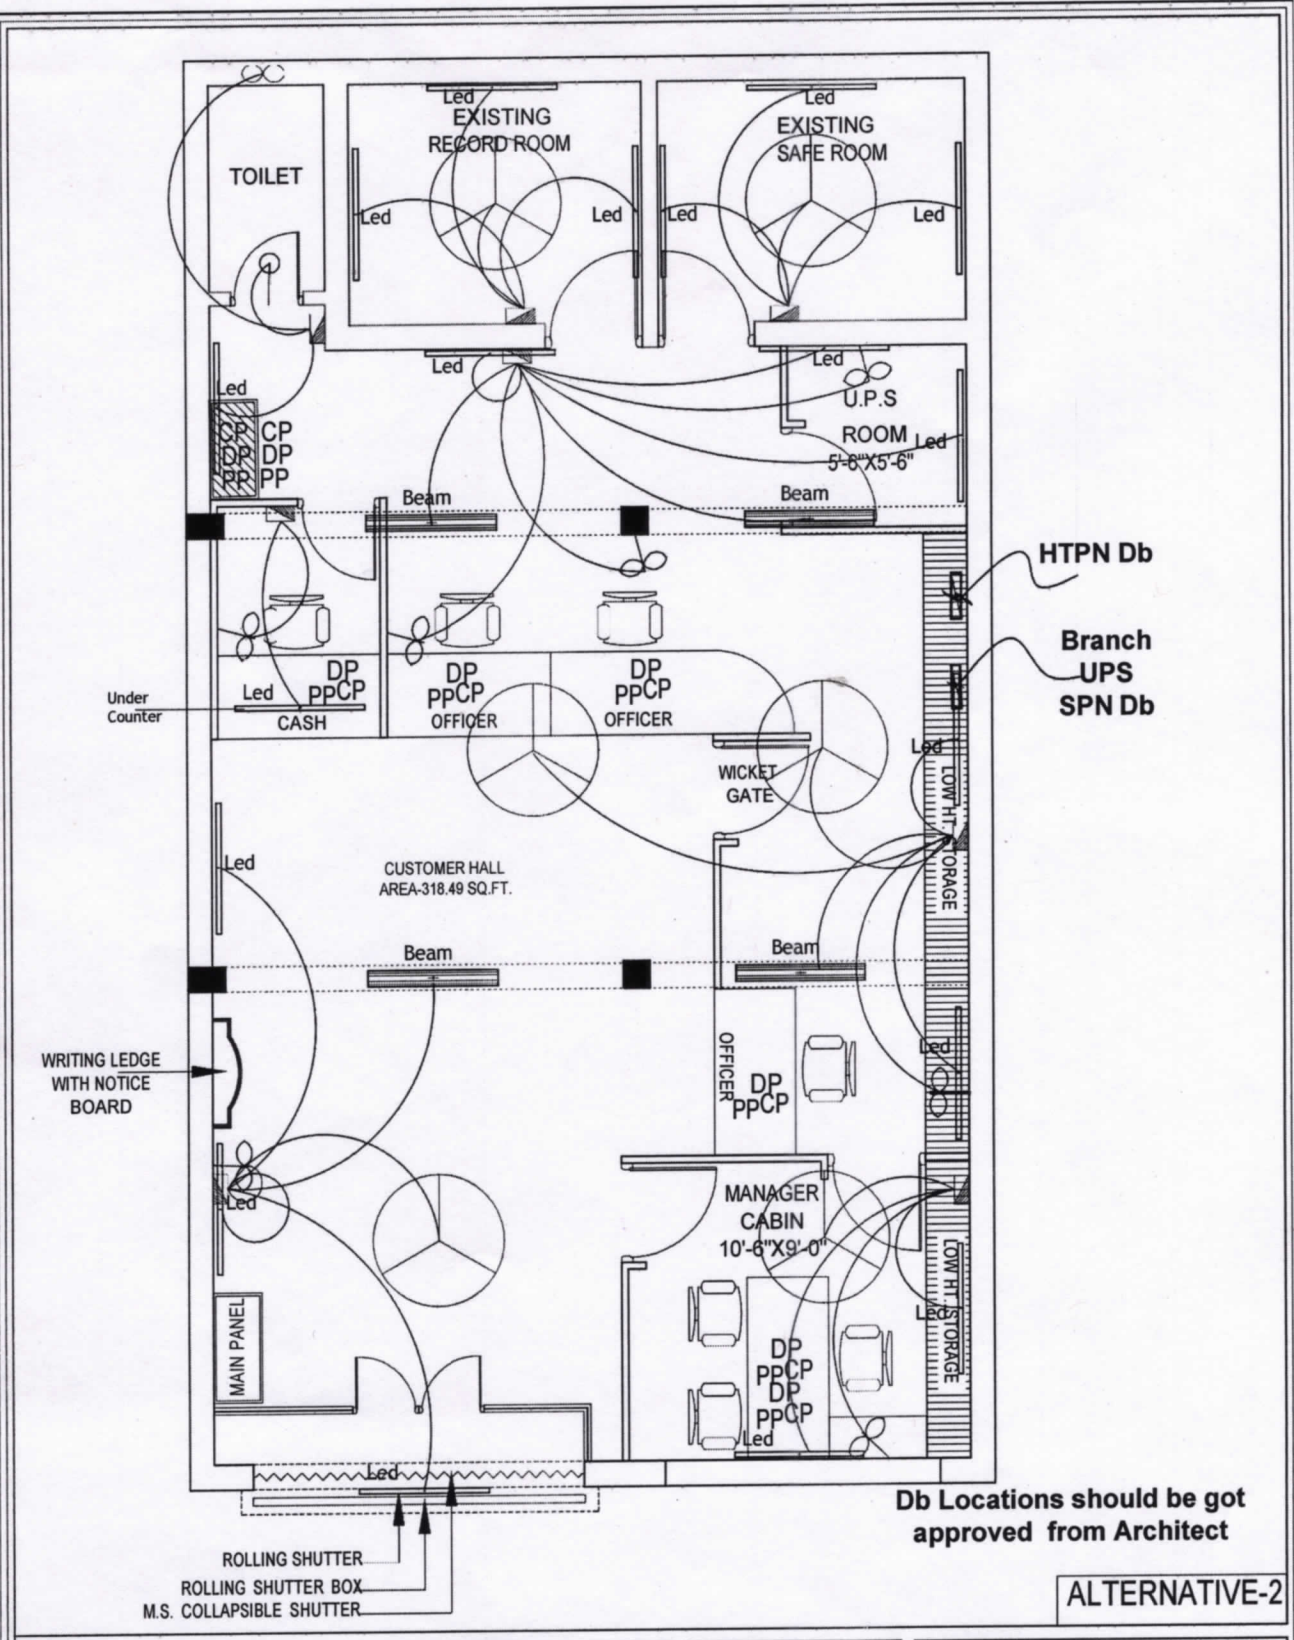 Led
EXISTING
RECORD ROOM
Led
EXISTING
SAFE ROOM
TOILET
Led
Led
Led
Led
Led
Led
U.P.S
ROOM
5'-6"X5'-6"
Led
Led
CP CP
DP DP
PP PP
Beam
Beam
HTPN Db
Branch
UPS
SPN Db
Under
Counter
Led
DP
PPCP
CASH
DP
PPCP
OFFICER
DP
PPCP
OFFICER
WICKET
GATE
Led
LOW HT. STORAGE
Led
CUSTOMER HALL
AREA-318.49 SQ.FT.
Beam
Beam
WRITING LEDGE
WITH NOTICE
BOARD
OFFICER
DP
PPCP
Led
Led
MANAGER
CABIN
10'-6"X9'-0"
LOW HT. STORAGE
Led
MAIN PANEL
DP
PPCP
DP
PPCP
Led
Led
ROLLING SHUTTER
ROLLING SHUTTER BOX
M.S. COLLAPSIBLE SHUTTER
Db Locations should be got
approved from Architect
ALTERNATIVE-2